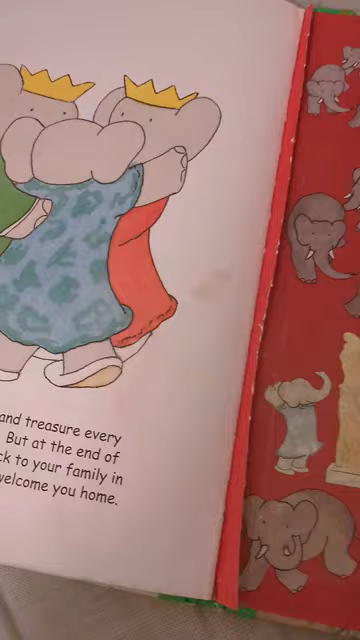 and treasure every
But at the end of
ck to your family in
welcome you home.